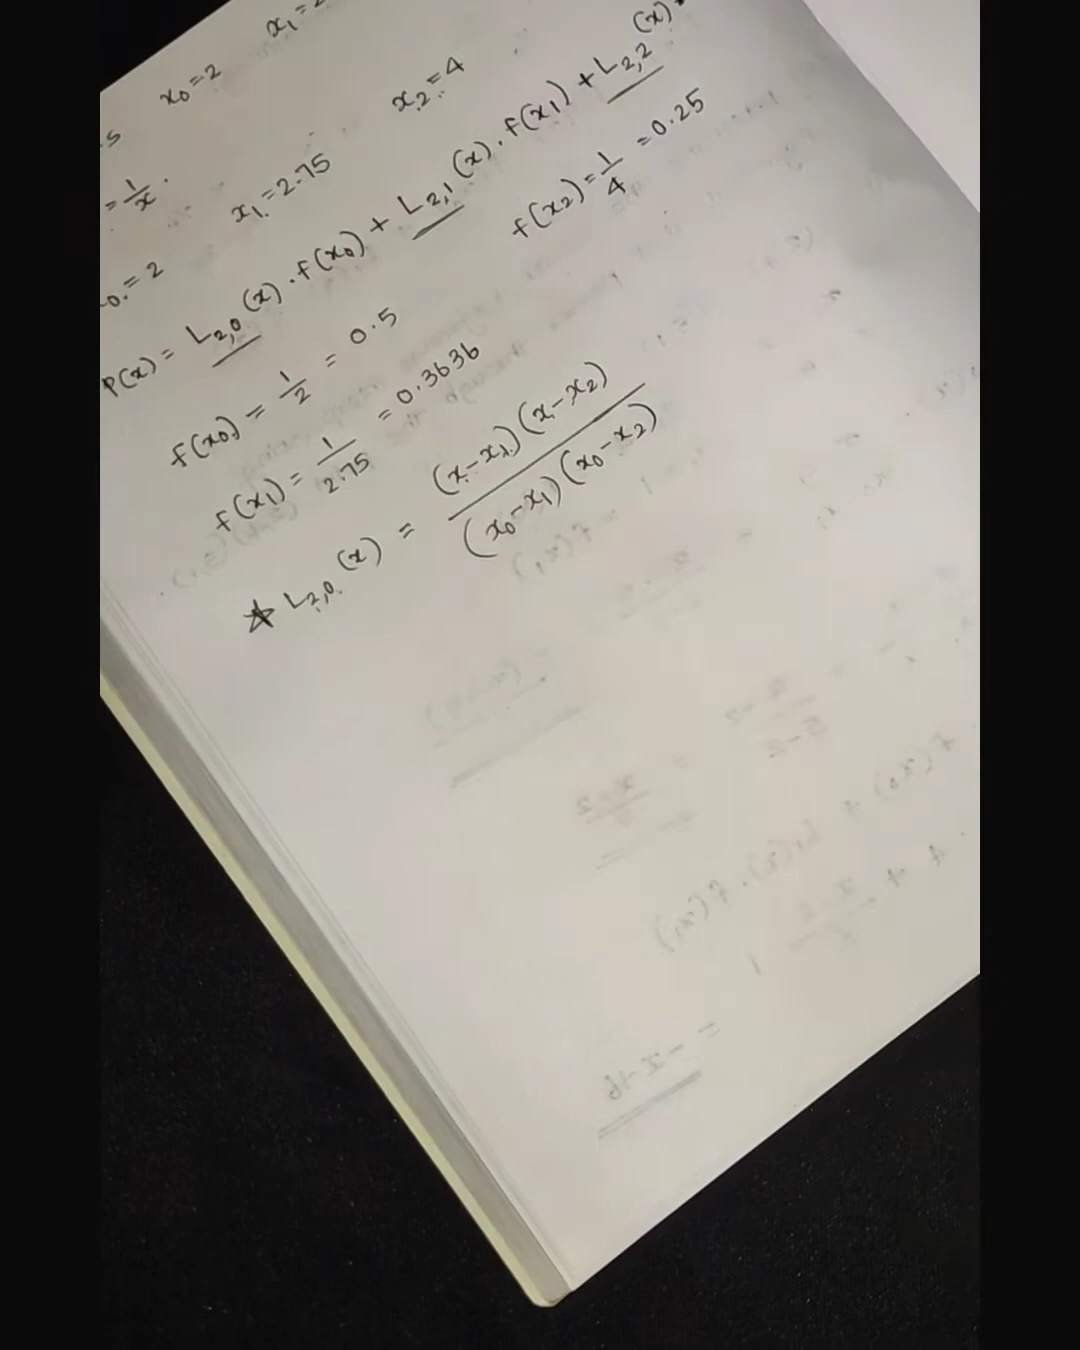 x₀ = 2 x₁ = 2
.5
= 1/x.
x₁ = 2.75 x₂ = 4
0 = 2
P(x) = L₂,₀(x) . f(x₀) + L₂,₁(x) . f(x₁) + L₂,₂(x)
f(x₀) = 1/2 = 0.5
f(x₁) = 1/2.75 = 0.3636
f(x₂) = 1/4 = 0.25
☆ L₂,₀(x) = (x-x₁)(x-x₂)/(x₀-x₁)(x₀-x₂)